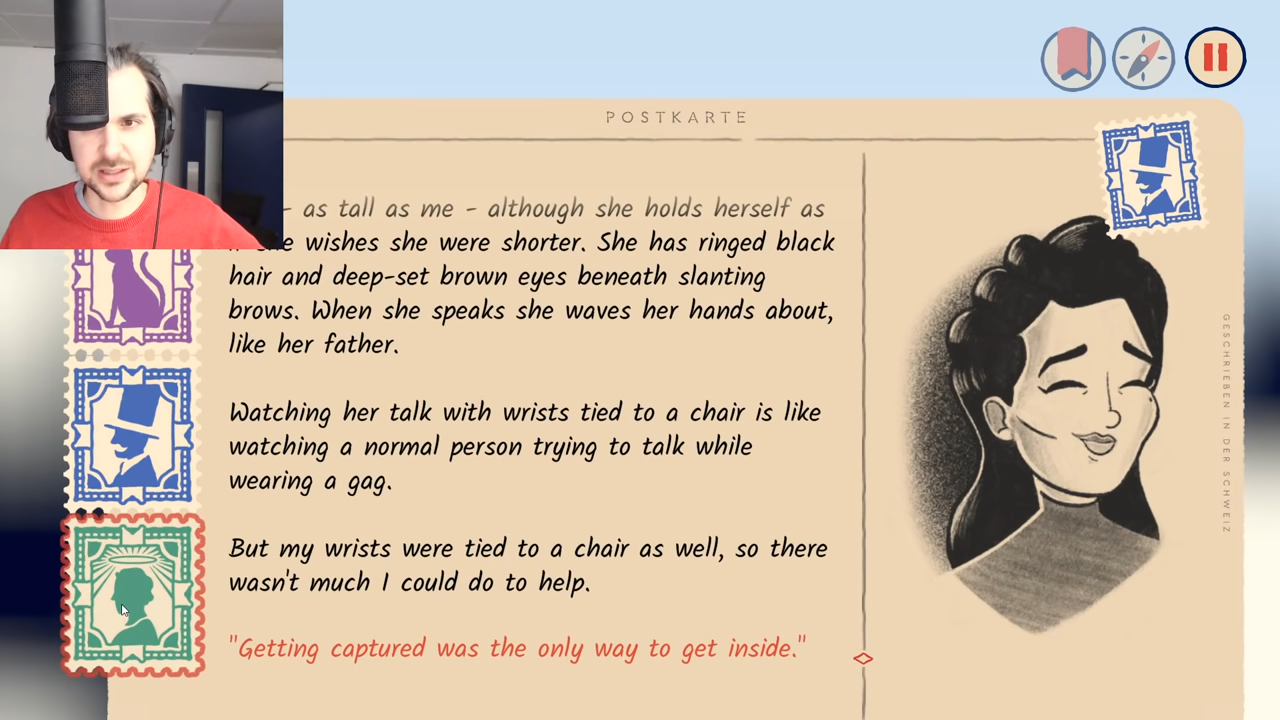 POSTKARTE
- as tall as me - although she holds herself as
she wishes she were shorter. She has ringed black
hair and deep-set brown eyes beneath slanting
brows. When she speaks she waves her hands about,
like her father.
Watching her talk with wrists tied to a chair is like
watching a normal person trying to talk while
wearing a gag.
But my wrists were tied to a chair as well, so there
wasn't much I could do to help.
"Getting captured was the only way to get inside."
GESCHRIEBEN IN DER SCHWEIZ